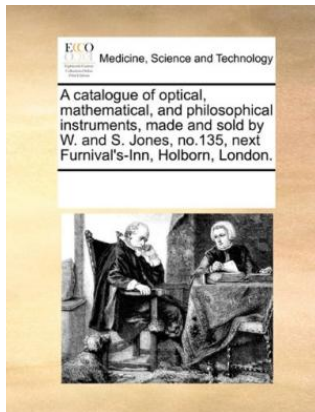 ECCO
Medicine, Science and Technology
A catalogue of optical,
mathematical, and philosophical
instruments, made and sold by
W. and S. Jones, no.135, next
Furnival's-Inn, Holborn, London.